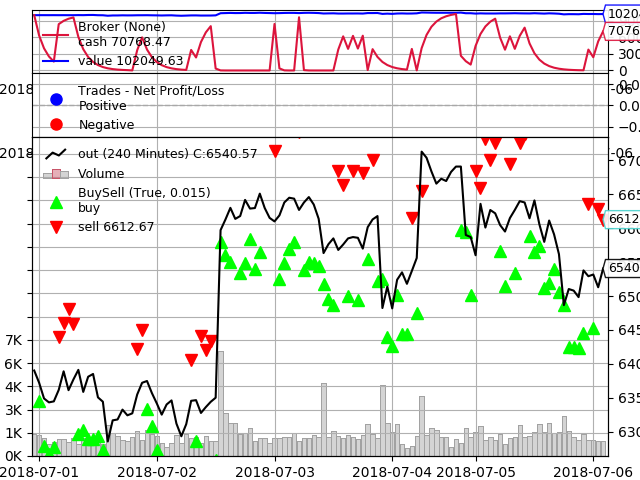 Broker (None)
cash 70768.47
value 102049.63
10204
7076
300
0
2018
-06
Trades - Net Profit/Loss
Positive
Negative
0.0
−0.
2018
-06
out (240 Minutes) C:6540.57
Volume
BuySell (True, 0.015)
buy
sell 6612.67
670
665
6612
6540
650
645
640
635
630
7K
6K
4K
3K
1K
0K
2018-07-01
2018-07-02
2018-07-03
2018-07-04
2018-07-05
2018-07-06